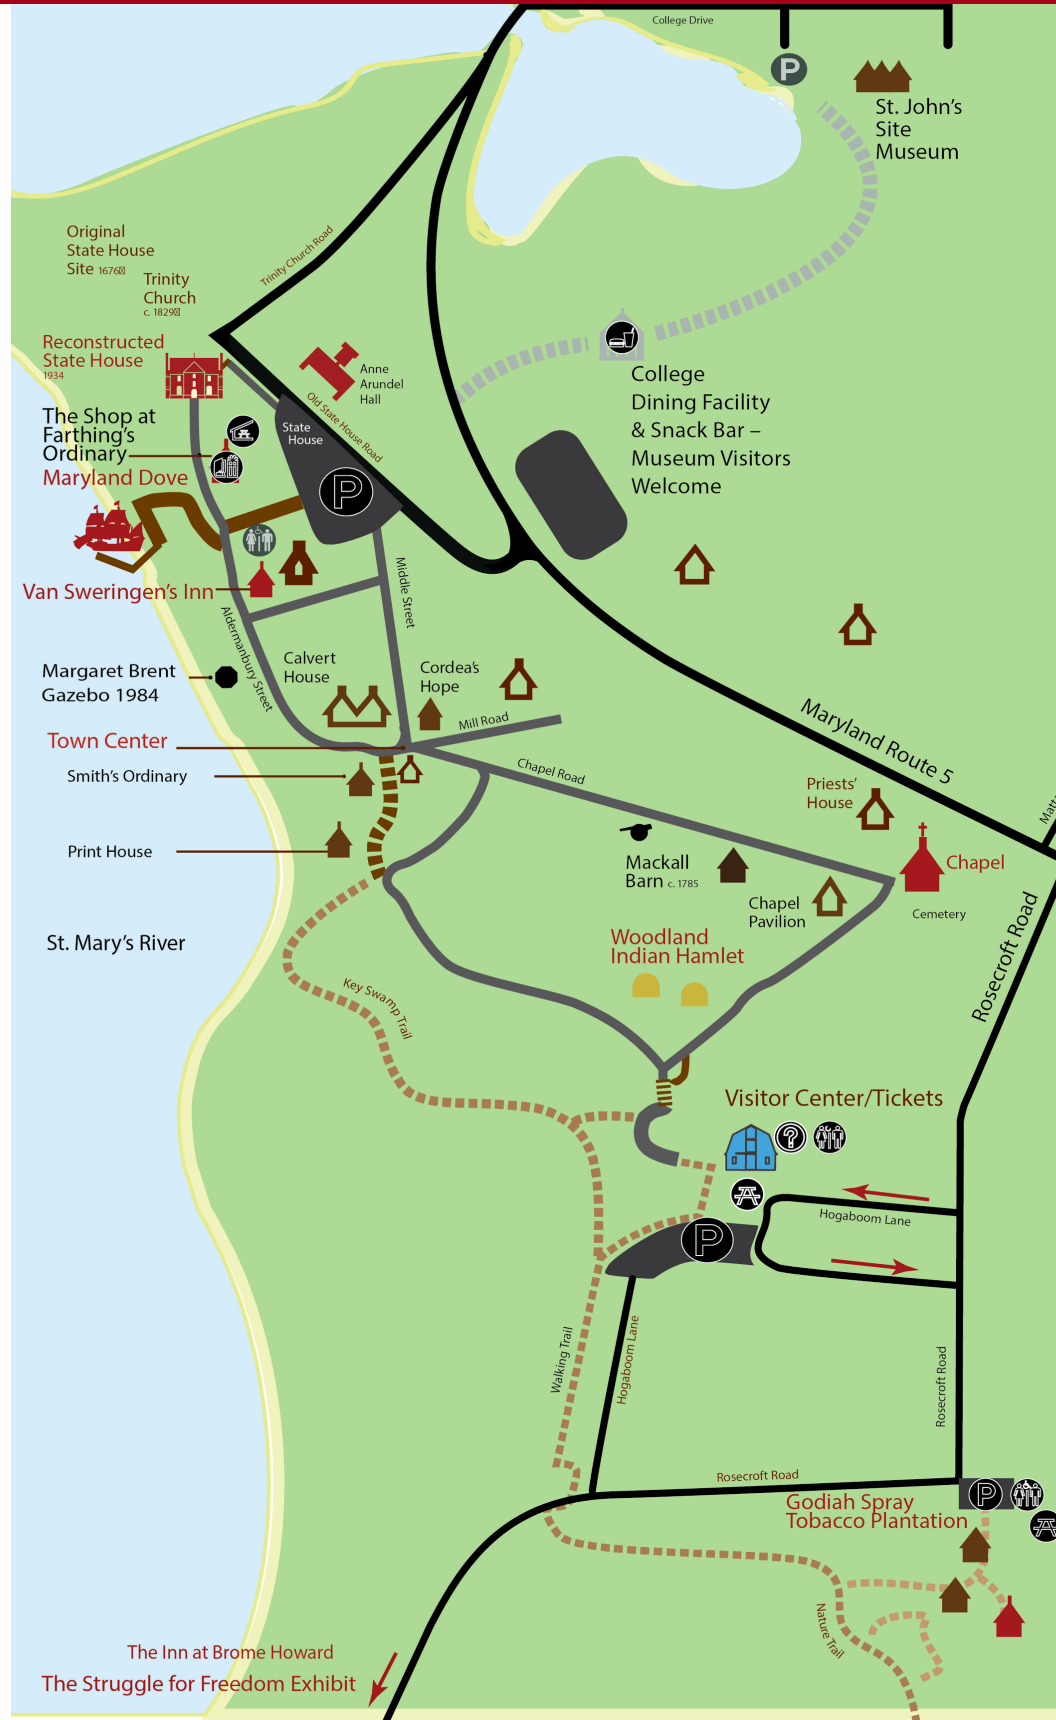 College Drive
P
St. John's
Site
Museum
Original
State House
Site 1676
Trinity
Church
c. 1829
Trinity Church Road
Reconstructed
State House
1934
Anne
Arundel
Hall
Old State House Road
College
Dining Facility
& Snack Bar –
Museum Visitors
Welcome
The Shop at
Farthing's
Ordinary
State
House
P
Maryland Dove
Van Sweringen's Inn
Middle Street
Aldermanbury Street
Margaret Brent
Gazebo 1984
Calvert
House
Cordea's
Hope
Mill Road
Town Center
Smith's Ordinary
Chapel Road
Maryland Route 5
Priests'
House
Print House
Mackall
Barn c. 1785
Chapel
Chapel
Pavilion
Cemetery
Rosecroft Road
St. Mary's River
Woodland
Indian Hamlet
Key Swamp Trail
Visitor Center/Tickets
?
P
Hogaboom Lane
Walking Trail
Hogaboom Lane
Rosecroft Road
Rosecroft Road
P
Godiah Spray
Tobacco Plantation
Nature Trail
The Inn at Brome Howard
The Struggle for Freedom Exhibit